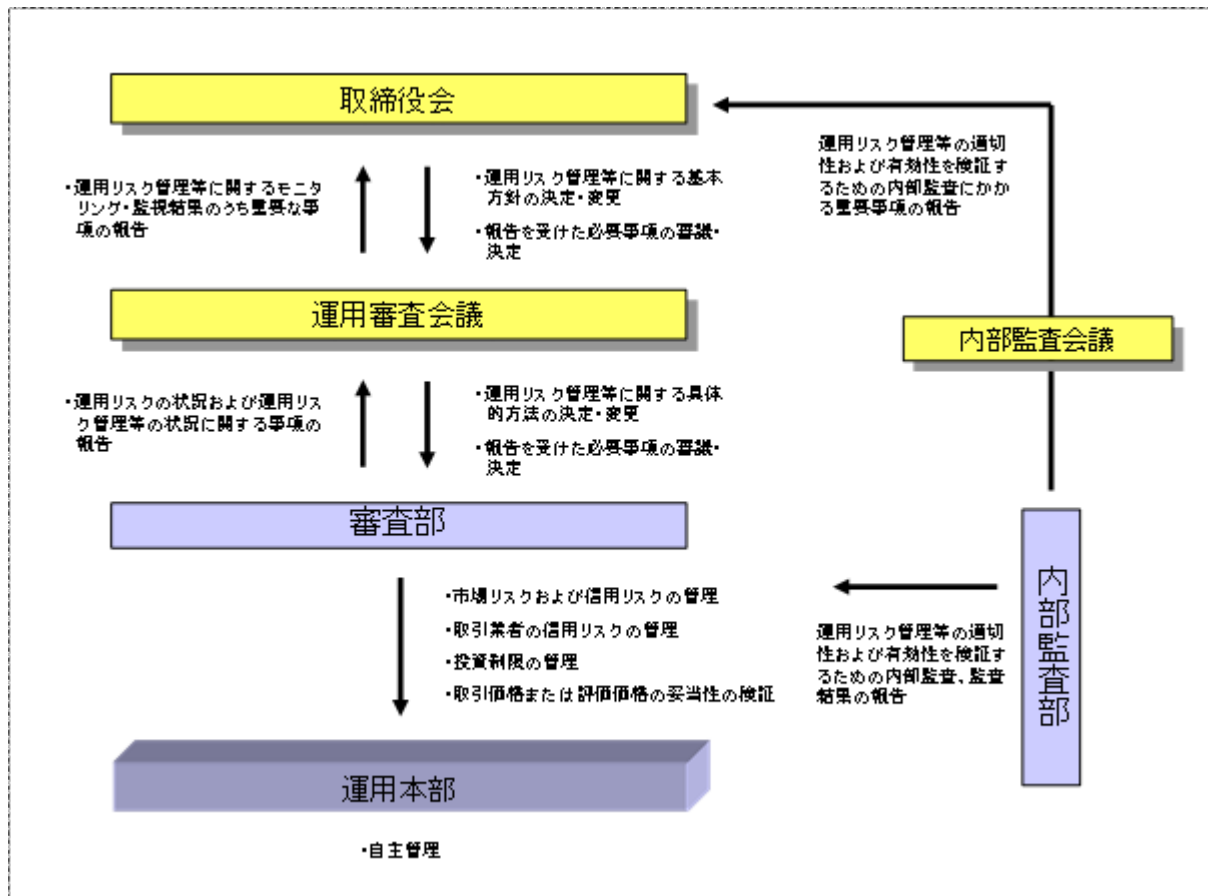 取締役会
・運用リスク管理等に関するモニ
タリング・監視結果のうち重要な事
項の報告
・運用リスク管理等に関する基本
方針の決定・変更
・報告を受けた必要事項の審議・
決定
運用リスク管理等の適切
性および有効性を検証す
るための内部監査にかか
る重要事項の報告
運用審査会議
内部監査会議
・運用リスクの状況および運用リス
ク管理等の状況に関する事項の
報告
・運用リスク管理等に関する具体
的方法の決定・変更
・報告を受けた必要事項の審議・
決定
審査部
内部監査部
・市場リスクおよび信用リスクの管理
・取引業者の信用リスクの管理
・投資制限の管理
・取引価格または評価価格の妥当性の検証
運用リスク管理等の適切
性および有効性を検証す
るための内部監査、監査
結果の報告
運用本部
・自主管理